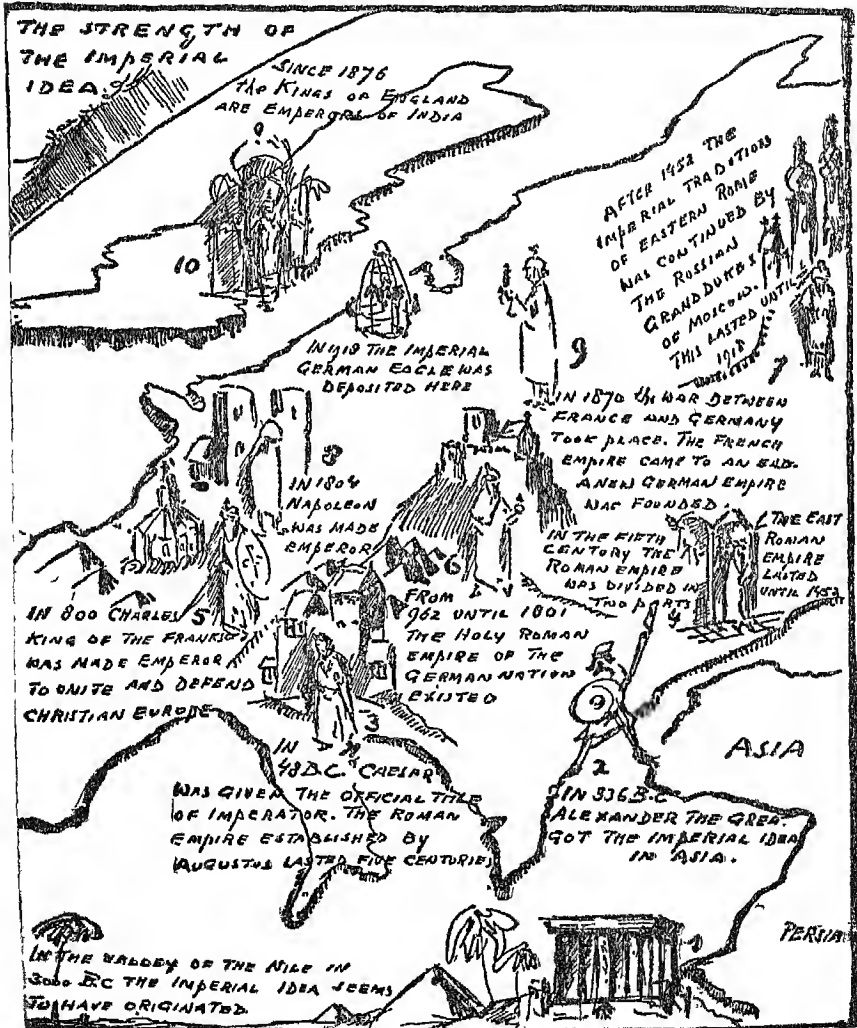 THE STRENGTH OF
THE IMPERIAL
IDEA.
SINCE 1876
the KINGS OF ENGLAND
ARE EMPERORS OF INDIA
10
AFTER 1453 THE
IMPERIAL TRADITIONS
OF EASTERN ROME
WAS CONTINUED BY
THE RUSSIAN
GRAND DUKES
OF MOSCOW.
THIS LASTED UNTIL
1918
7
IN 1918 THE IMPERIAL
GERMAN EAGLE WAS
DEPOSITED HERE
9
IN 1870 the WAR BETWEEN
FRANCE AND GERMANY
TOOK PLACE. THE FRENCH
EMPIRE CAME TO AN END.
A NEW GERMAN EMPIRE
WAS FOUNDED.
8
IN 1804
NAPOLEON
WAS MADE
EMPEROR
IN THE FIFTH
CENTURY THE
ROMAN EMPIRE
WAS DIVIDED IN
TWO PARTS
THE EAST
ROMAN
EMPIRE
LASTED
UNTIL 1453
4
IN 800 CHARLES
KING OF THE FRANKS
WAS MADE EMPEROR
TO UNITE AND DEFEND
CHRISTIAN EUROPE
5
6
FROM
962 UNTIL 1801
THE HOLY ROMAN
EMPIRE OF THE
GERMAN NATION
EXISTED
3
IN
48 B.C. CAESAR
WAS GIVEN THE OFFICIAL TITLE
OF IMPERATOR. THE ROMAN
EMPIRE ESTABLISHED BY
AUGUSTUS LASTED FIVE CENTURIES
2
IN 336 B.C
ALEXANDER THE GREAT
GOT THE IMPERIAL IDEA
IN ASIA.
ASIA
PERSIA
1
IN THE VALLEY OF THE NILE IN
3000 B.C THE IMPERIAL IDEA SEEMS
TO HAVE ORIGINATED.